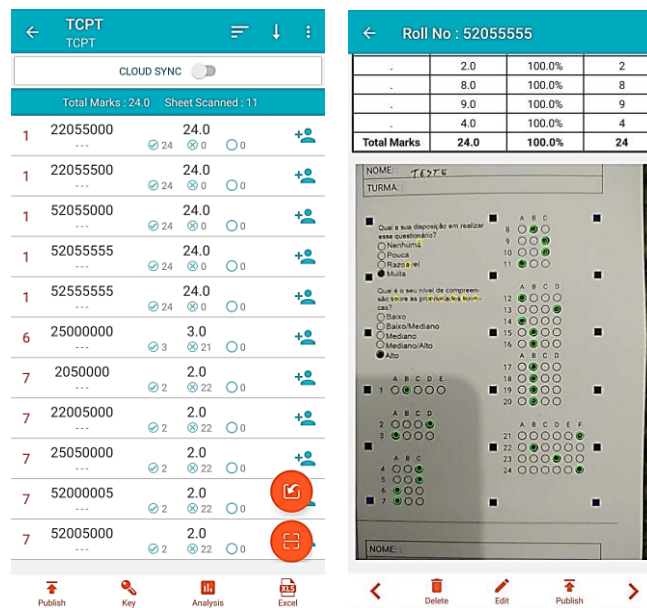 TCPT
TCPT
CLOUD SYNC
Total Marks : 24.0 Sheet Scanned : 11
1 22055000 24.0
--- 24 0 0
1 22055500 24.0
--- 24 0 0
1 52055000 24.0
--- 24 0 0
1 52055555 24.0
--- 24 0 0
1 52555555 24.0
--- 24 0 0
6 25000000 3.0
--- 3 21 0
7 2050000 2.0
--- 2 22 0
7 22005000 2.0
--- 2 22 0
7 25050000 2.0
--- 2 22 0
7 52000005 2.0
--- 2 22 0
7 52005000 2.0
--- 2 22 0
Publish Key Analysis XLS Excel
Roll No : 52055555
. 2.0 100.0% 2
. 8.0 100.0% 8
. 9.0 100.0% 9
. 4.0 100.0% 4
Total Marks 24.0 100.0% 24
NOME: TESTE
TURMA:
Qual a sua disposição em realizar
esse questionário?
Nenhuma
Pouca
Razoável
Muita
Qual é o seu nível de compreen-
são sobre as
cas?
Baixo
Baixo/Mediano
Mediano
Mediano/Alto
Alto
A B C D E
1
A B C D
2
3
A B C
4
5
6
7
A B C
8
9
10
11
A B C D
12
13
14
15
16
A B C D
17
18
19
20
A B C D E F
21
22
23
24
NOME:
Delete Edit Publish